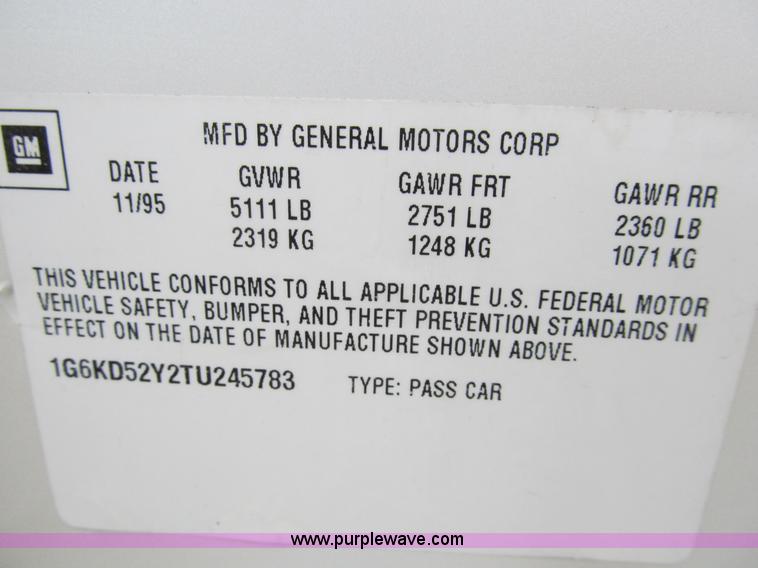 GM
MFD BY GENERAL MOTORS CORP
DATE GVWR GAWR FRT GAWR RR
11/95 5111 LB 2751 LB 2360 LB
2319 KG 1248 KG 1071 KG
THIS VEHICLE CONFORMS TO ALL APPLICABLE U.S. FEDERAL MOTOR
VEHICLE SAFETY, BUMPER, AND THEFT PREVENTION STANDARDS IN
EFFECT ON THE DATE OF MANUFACTURE SHOWN ABOVE.
1G6KD52Y2TU245783 TYPE: PASS CAR
www.purplewave.com